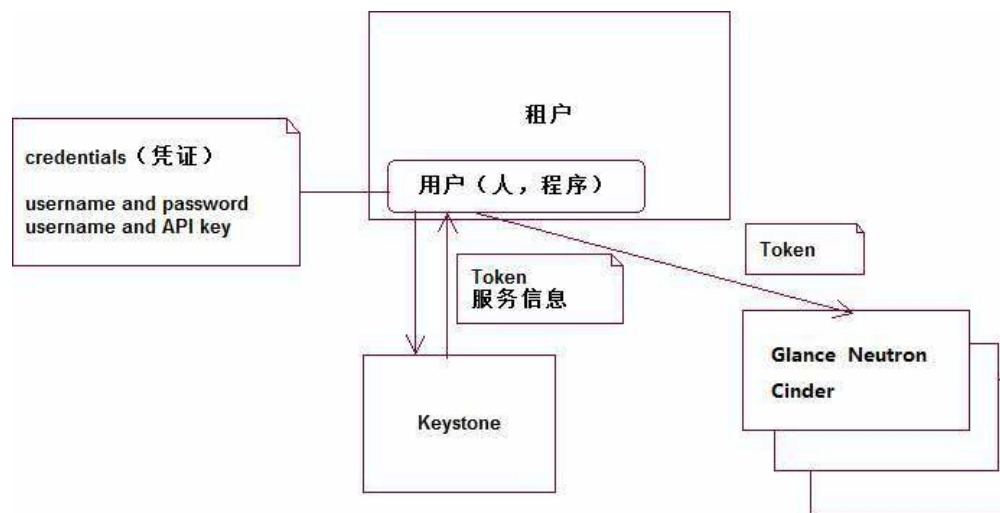 租户
credentials（凭证）
username and password
username and API key
用户（人，程序）
Token
服务信息
Token
Glance Neutron
Cinder
Keystone